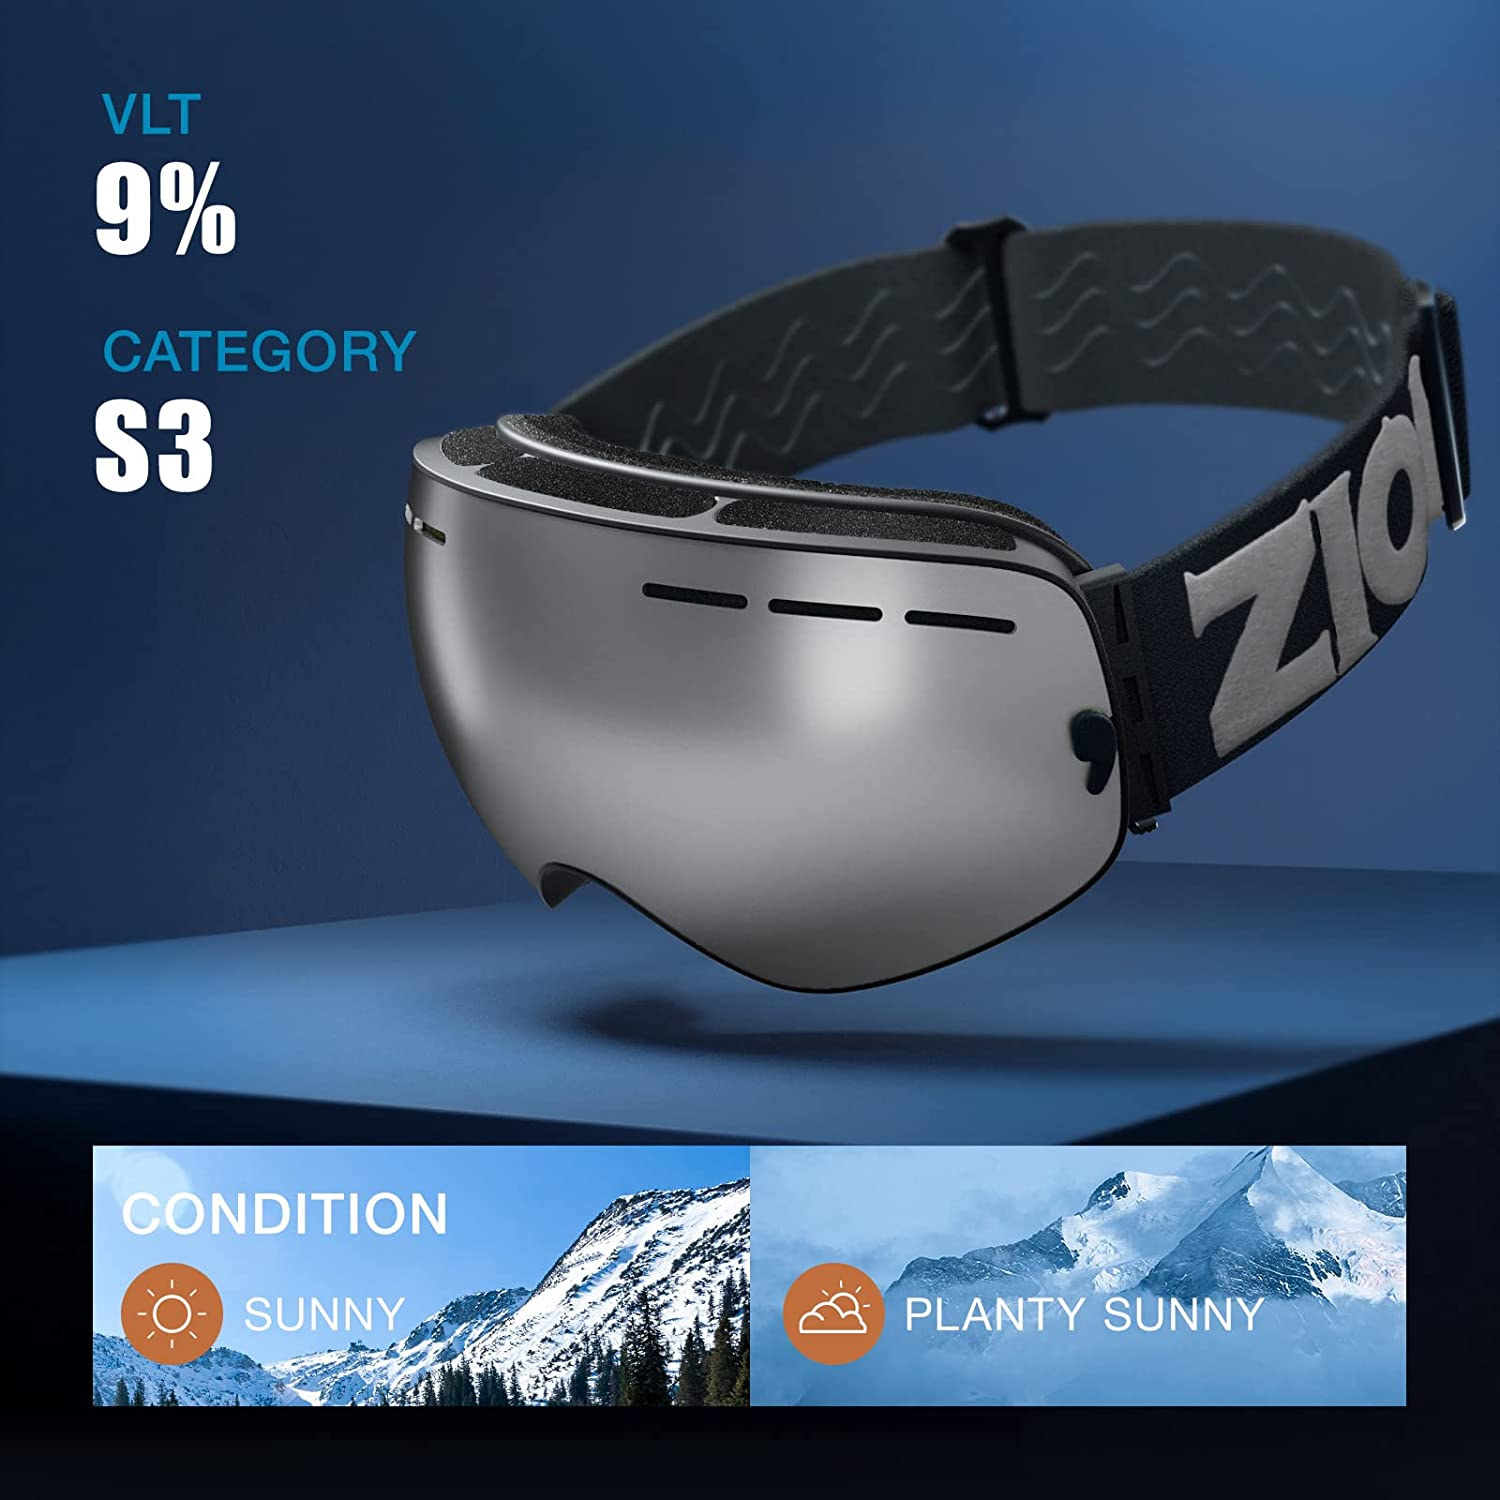 VLT
9%
CATEGORY
S3
CONDITION
SUNNY
PLANTY SUNNY